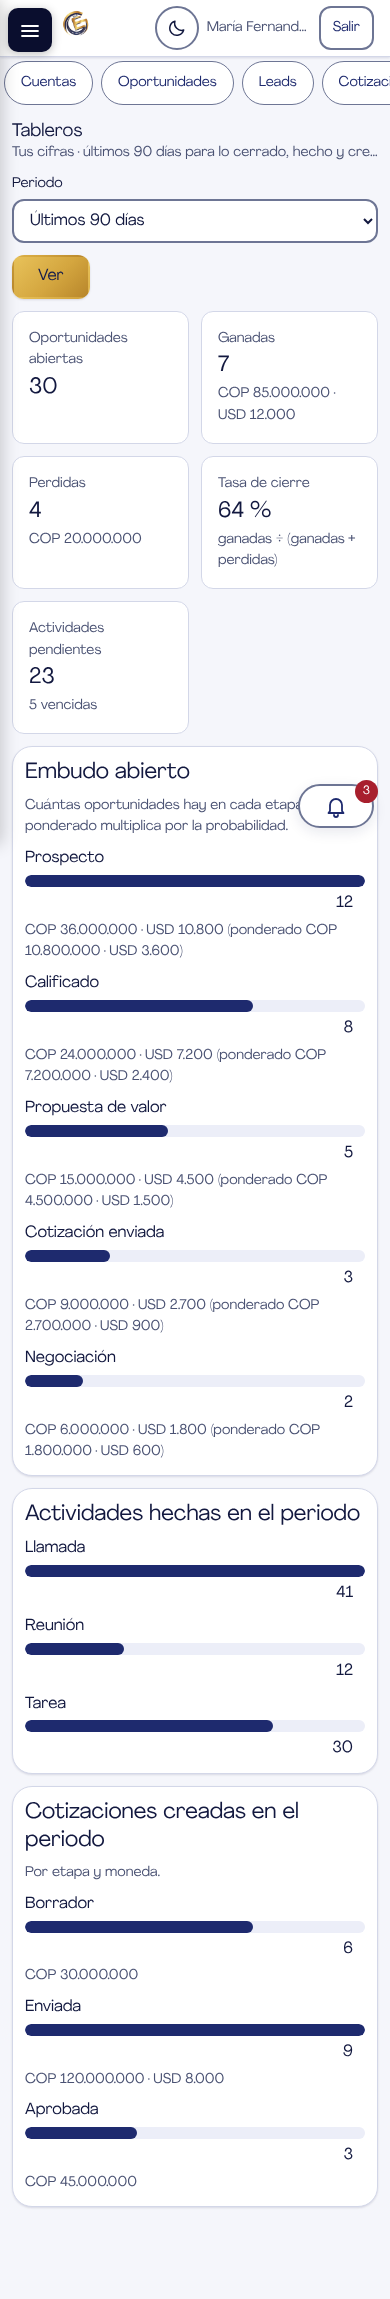 María Fernand...
Salir
Cuentas
Oportunidades
Leads
Cotizaci
Tableros
Tus cifras · últimos 90 días para lo cerrado, hecho y cre...
Periodo
Últimos 90 días
Ver
Oportunidades
abiertas
30
Ganadas
7
COP 85.000.000 ·
USD 12.000
Perdidas
4
COP 20.000.000
Tasa de cierre
64 %
ganadas ÷ (ganadas +
perdidas)
Actividades
pendientes
23
5 vencidas
Embudo abierto
3
Cuántas oportunidades hay en cada etapa
ponderado multiplica por la probabilidad.
Prospecto
12
COP 36.000.000 · USD 10.800 (ponderado COP
10.800.000 · USD 3.600)
Calificado
8
COP 24.000.000 · USD 7.200 (ponderado COP
7.200.000 · USD 2.400)
Propuesta de valor
5
COP 15.000.000 · USD 4.500 (ponderado COP
4.500.000 · USD 1.500)
Cotización enviada
3
COP 9.000.000 · USD 2.700 (ponderado COP
2.700.000 · USD 900)
Negociación
2
COP 6.000.000 · USD 1.800 (ponderado COP
1.800.000 · USD 600)
Actividades hechas en el periodo
Llamada
41
Reunión
12
Tarea
30
Cotizaciones creadas en el
periodo
Por etapa y moneda.
Borrador
6
COP 30.000.000
Enviada
9
COP 120.000.000 · USD 8.000
Aprobada
3
COP 45.000.000